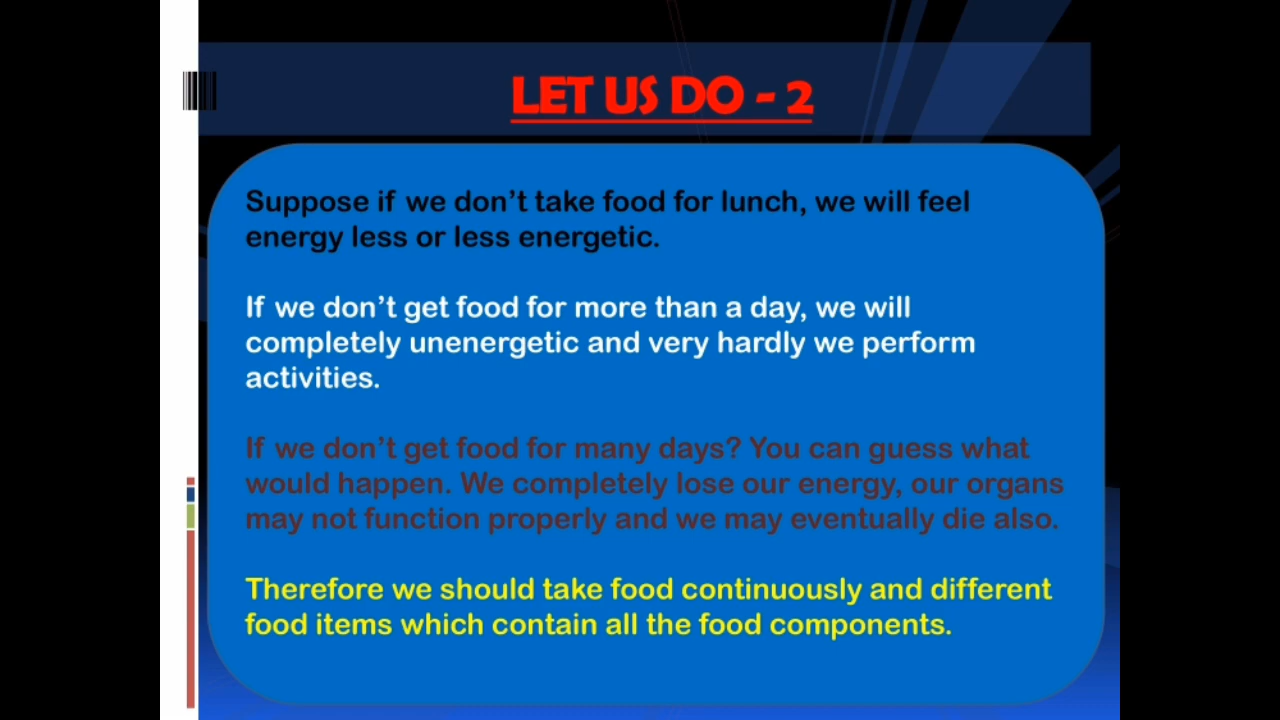 LET US DO - 2
Suppose if we don't take food for lunch, we will feel
energy less or less energetic.
If we don't get food for more than a day, we will
completely unenergetic and very hardly we perform
activities.
If we don't get food for many days? You can guess what
would happen. We completely lose our energy, our organs
may not function properly and we may eventually die also.
Therefore we should take food continuously and different
food items which contain all the food components.